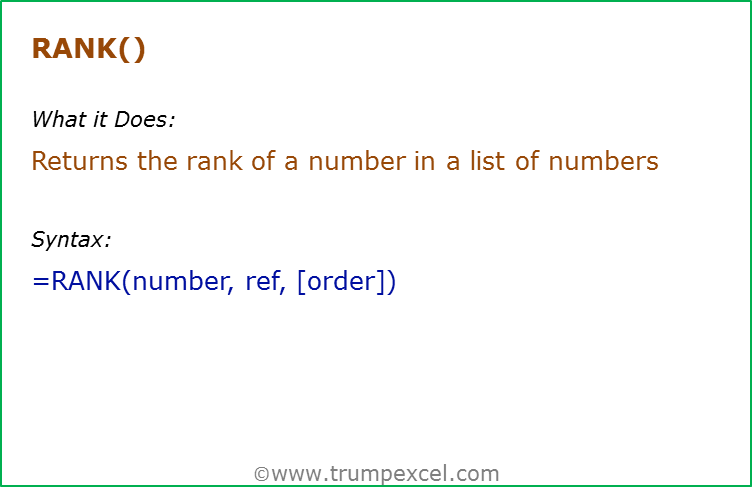 RANK()
What it Does:
Returns the rank of a number in a list of numbers
Syntax:
=RANK(number, ref, [order])
©www.trumpexcel.com